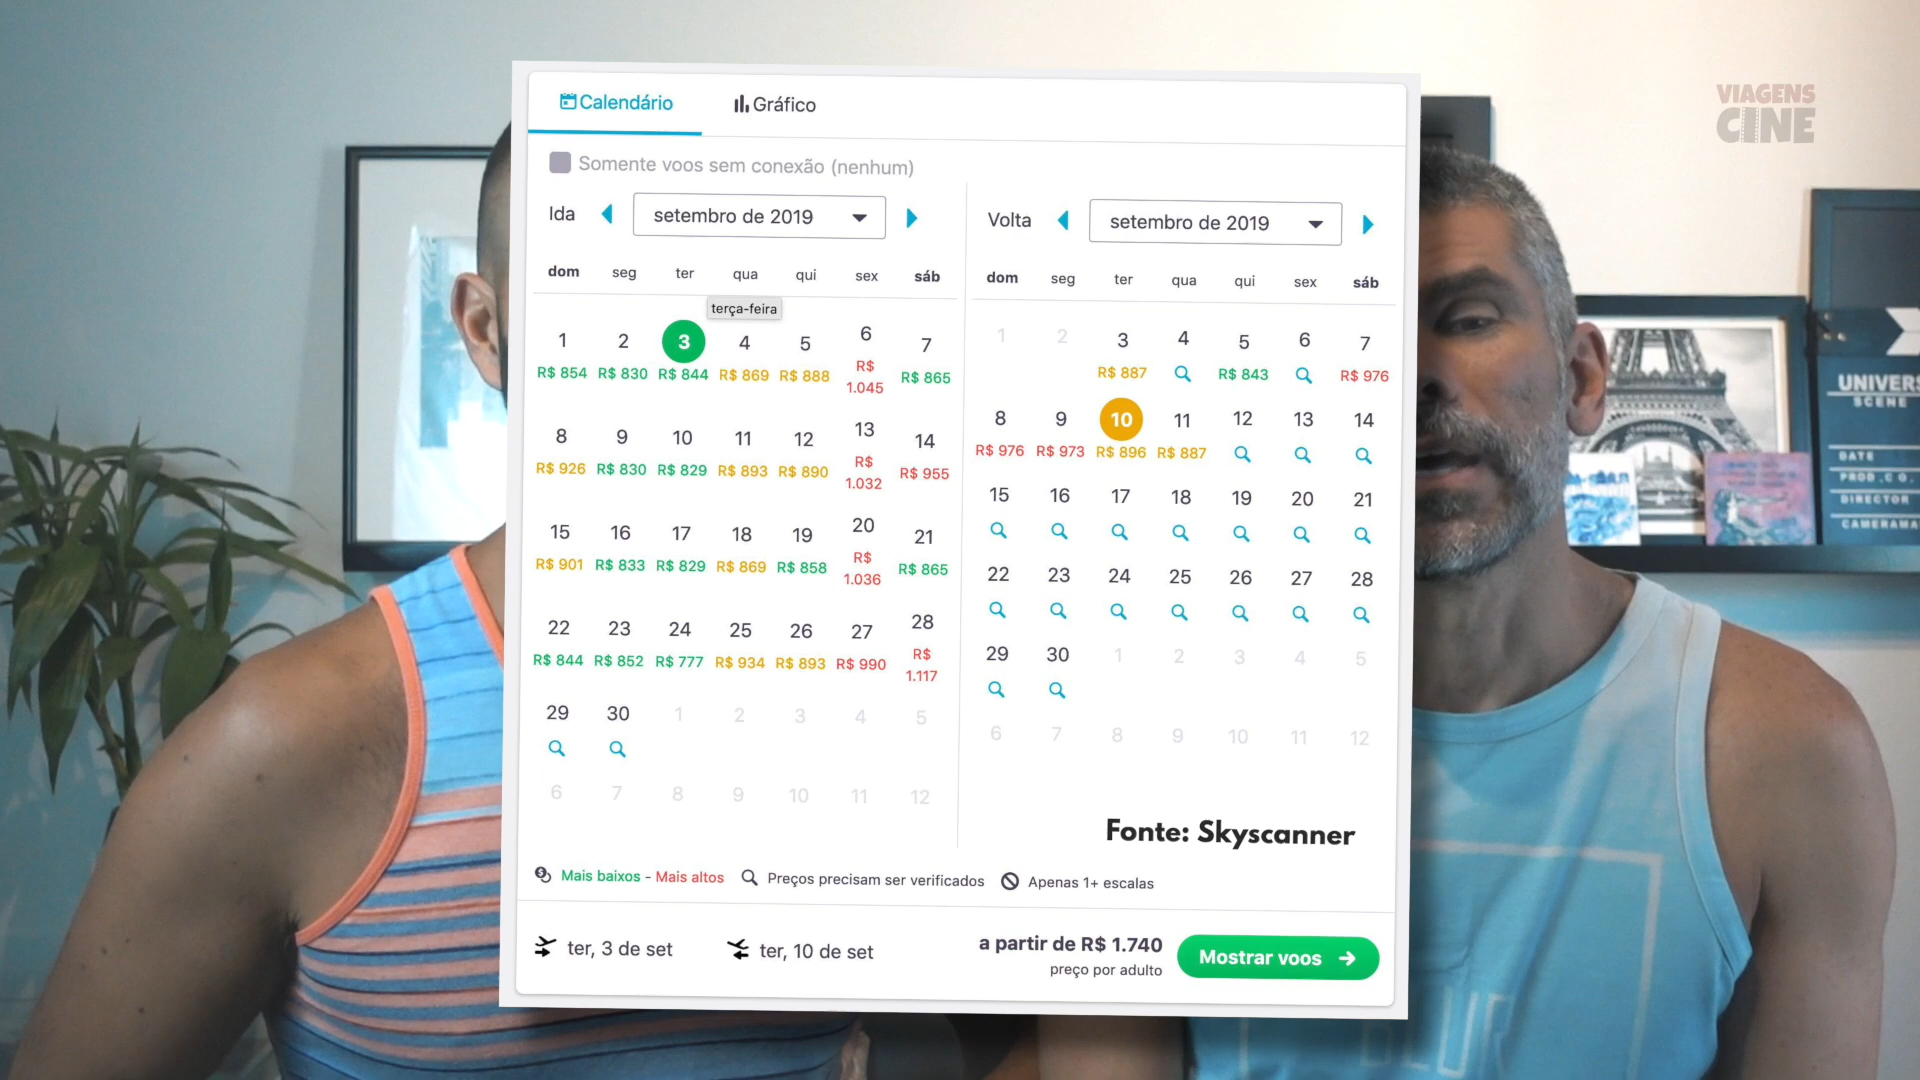 VIAGENS
CINE
Calendário Gráfico
Somente voos sem conexão (nenhum)
Ida setembro de 2019
dom seg ter qua qui sex sáb
terça-feira
1 2 3 4 5 6 7
R$ 854 R$ 830 R$ 844 R$ 869 R$ 888 R$ 1.045 R$ 865
8 9 10 11 12 13 14
R$ 926 R$ 830 R$ 829 R$ 893 R$ 890 R$ 1.032 R$ 955
15 16 17 18 19 20 21
R$ 901 R$ 833 R$ 829 R$ 869 R$ 858 R$ 1.036 R$ 865
22 23 24 25 26 27 28
R$ 844 R$ 852 R$ 777 R$ 934 R$ 893 R$ 990 R$ 1.117
29 30 1 2 3 4 5
6 7 8 9 10 11 12
Volta setembro de 2019
dom seg ter qua qui sex sáb
1 2 3 4 5 6 7
R$ 887 R$ 843 R$ 976
8 9 10 11 12 13 14
R$ 976 R$ 973 R$ 896 R$ 887
15 16 17 18 19 20 21
22 23 24 25 26 27 28
29 30 1 2 3 4 5
6 7 8 9 10 11 12
Fonte: Skyscanner
Mais baixos - Mais altos Preços precisam ser verificados Apenas 1+ escalas
ter, 3 de set ter, 10 de set a partir de R$ 1.740
preço por adulto
Mostrar voos
UNIVERS
SCENE
DATE
PROD.CO.
DIRECTOR
CAMERAMA